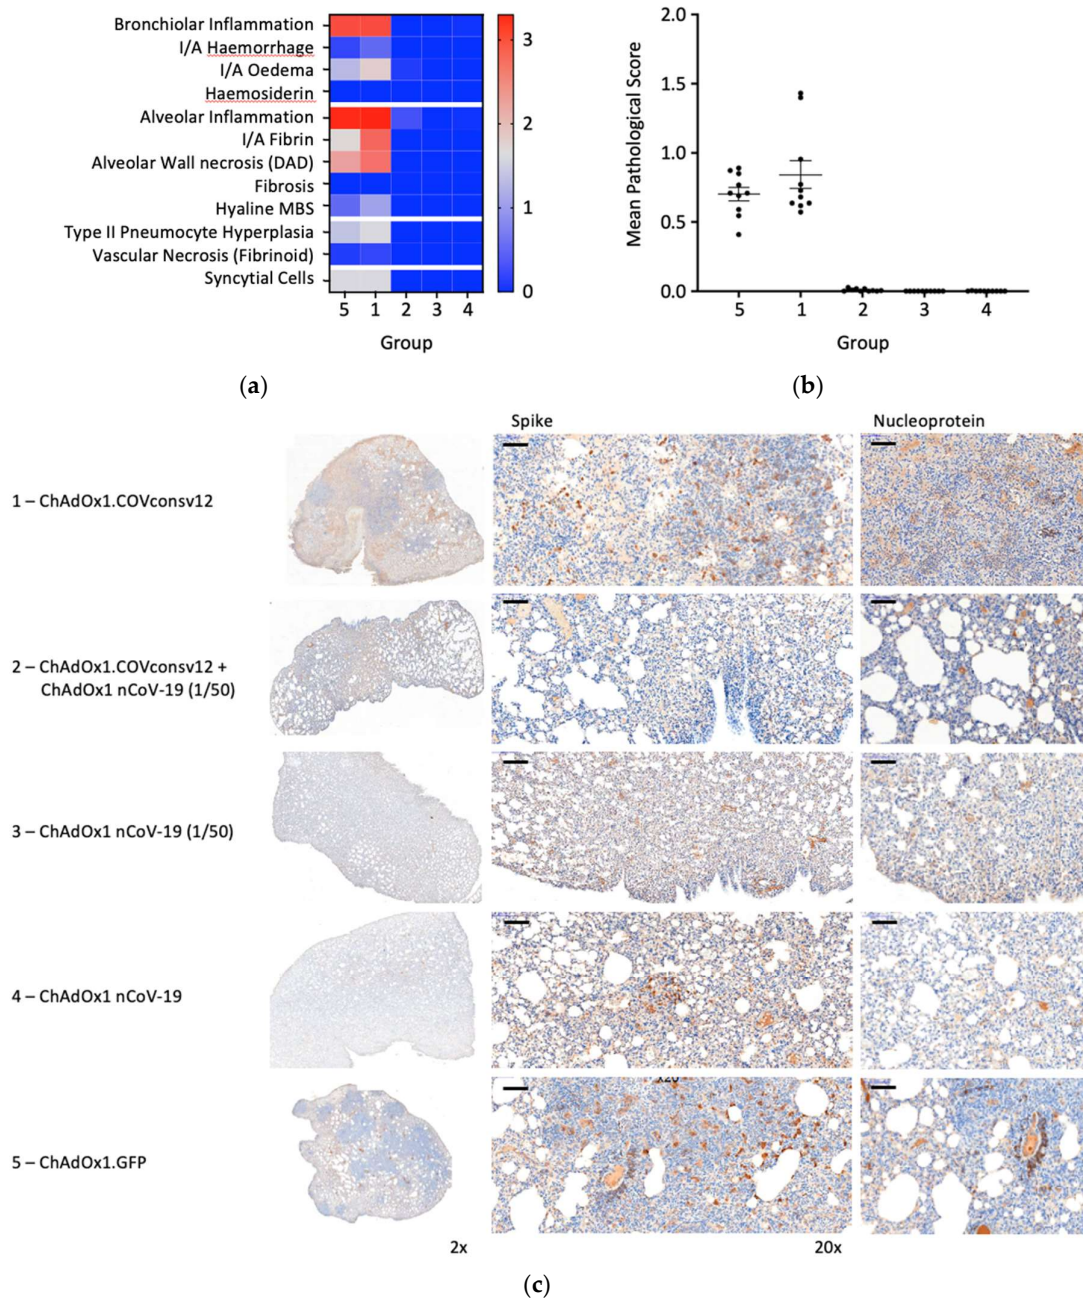 Bronchiolar Inflammation
I/A Haemorrhage
I/A Oedema
Haemosiderin
Alveolar Inflammation
I/A Fibrin
Alveolar Wall necrosis (DAD)
Fibrosis
Hyaline MBS
Type II Pneumocyte Hyperplasia
Vascular Necrosis (Fibrinoid)
Syncytial Cells
5 1 2 3 4
Group
3
2
1
0
(a)
Mean Pathological Score
2.0
1.5
1.0
0.5
0.0
5 1 2 3 4
Group
(b)
Spike
Nucleoprotein
1 – ChAdOx1.COVconsv12
2 – ChAdOx1.COVconsv12 +
ChAdOx1 nCoV-19 (1/50)
3 – ChAdOx1 nCoV-19 (1/50)
4 – ChAdOx1 nCoV-19
5 – ChAdOx1.GFP
2x
20x
(c)